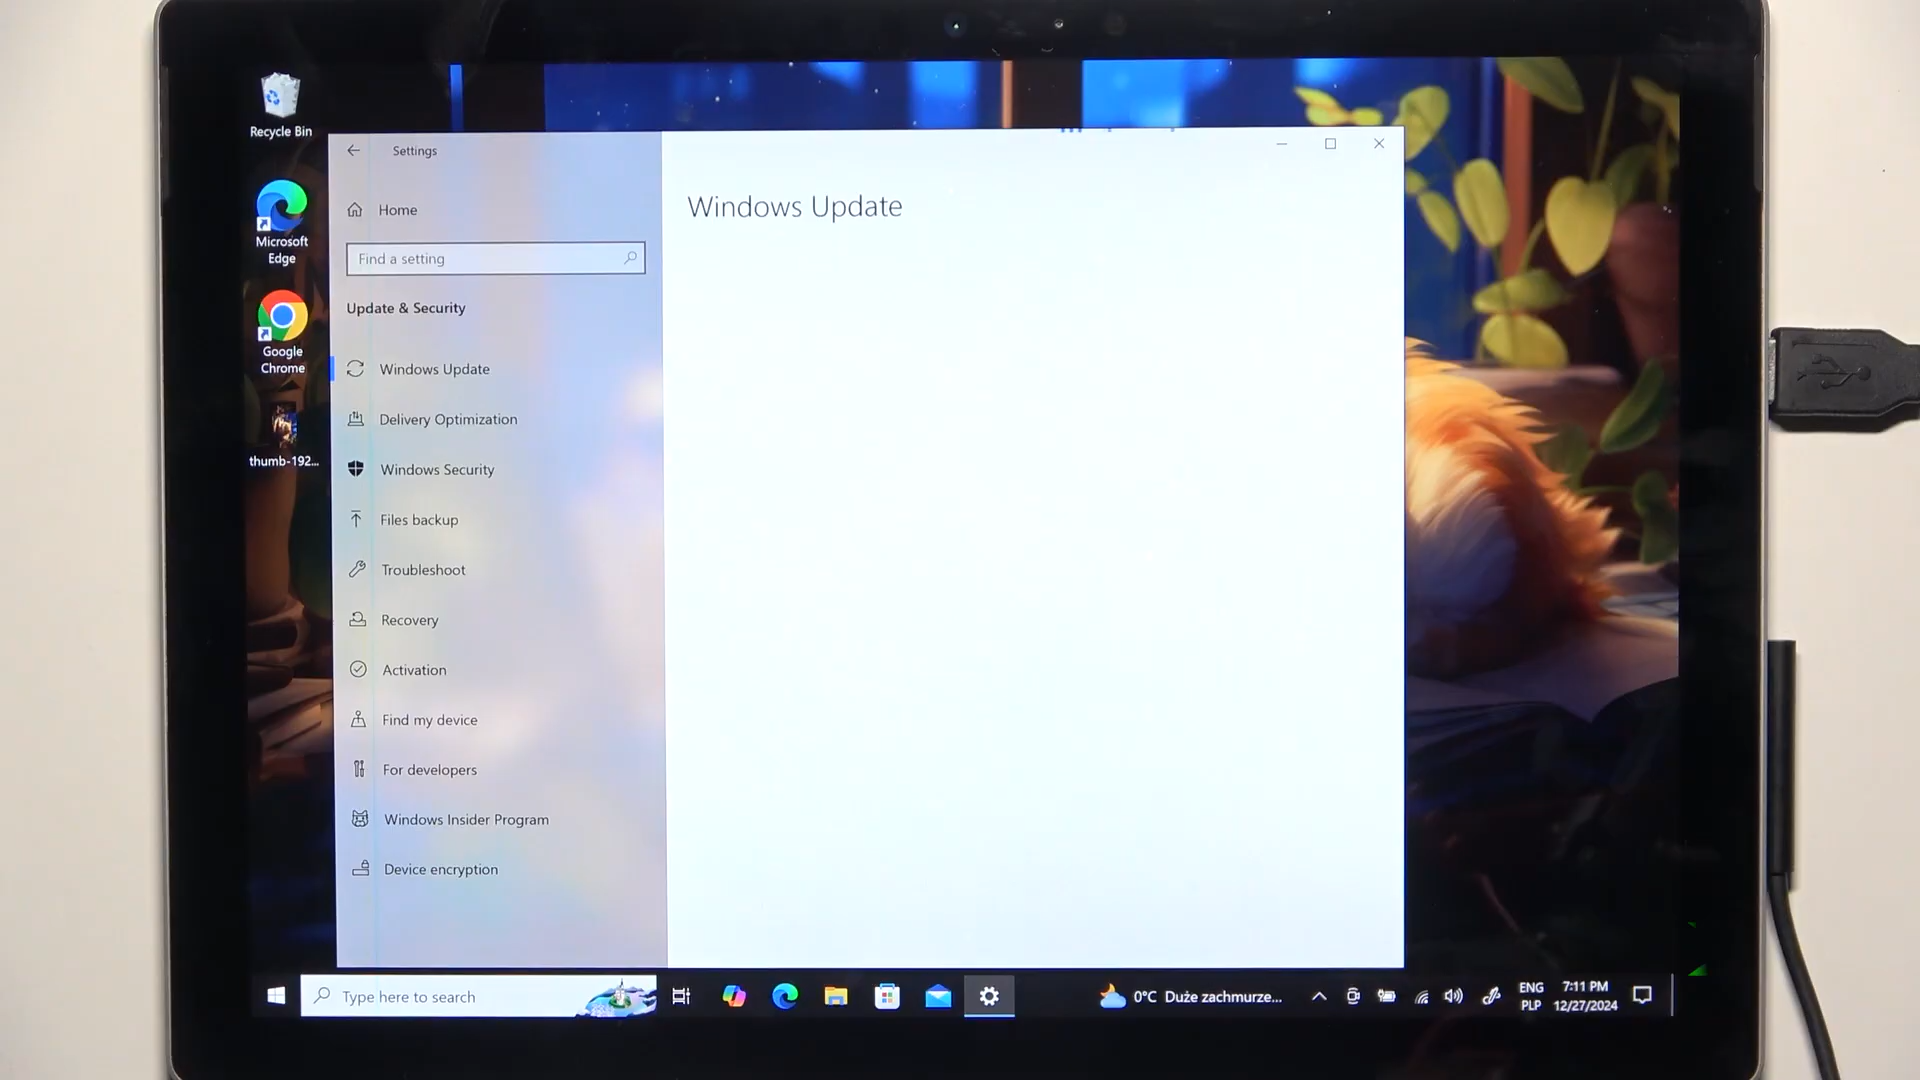 Recycle Bin
Microsoft
Edge
Google
Chrome
thumb-192...
Settings
Home
Find a setting
Update & Security
Windows Update
Delivery Optimization
Windows Security
Files backup
Troubleshoot
Recovery
Activation
Find my device
For developers
Windows Insider Program
Device encryption
Windows Update
Type here to search
0°C Duże zachmurze...
ENG
PLP
7:11 PM
12/27/2024